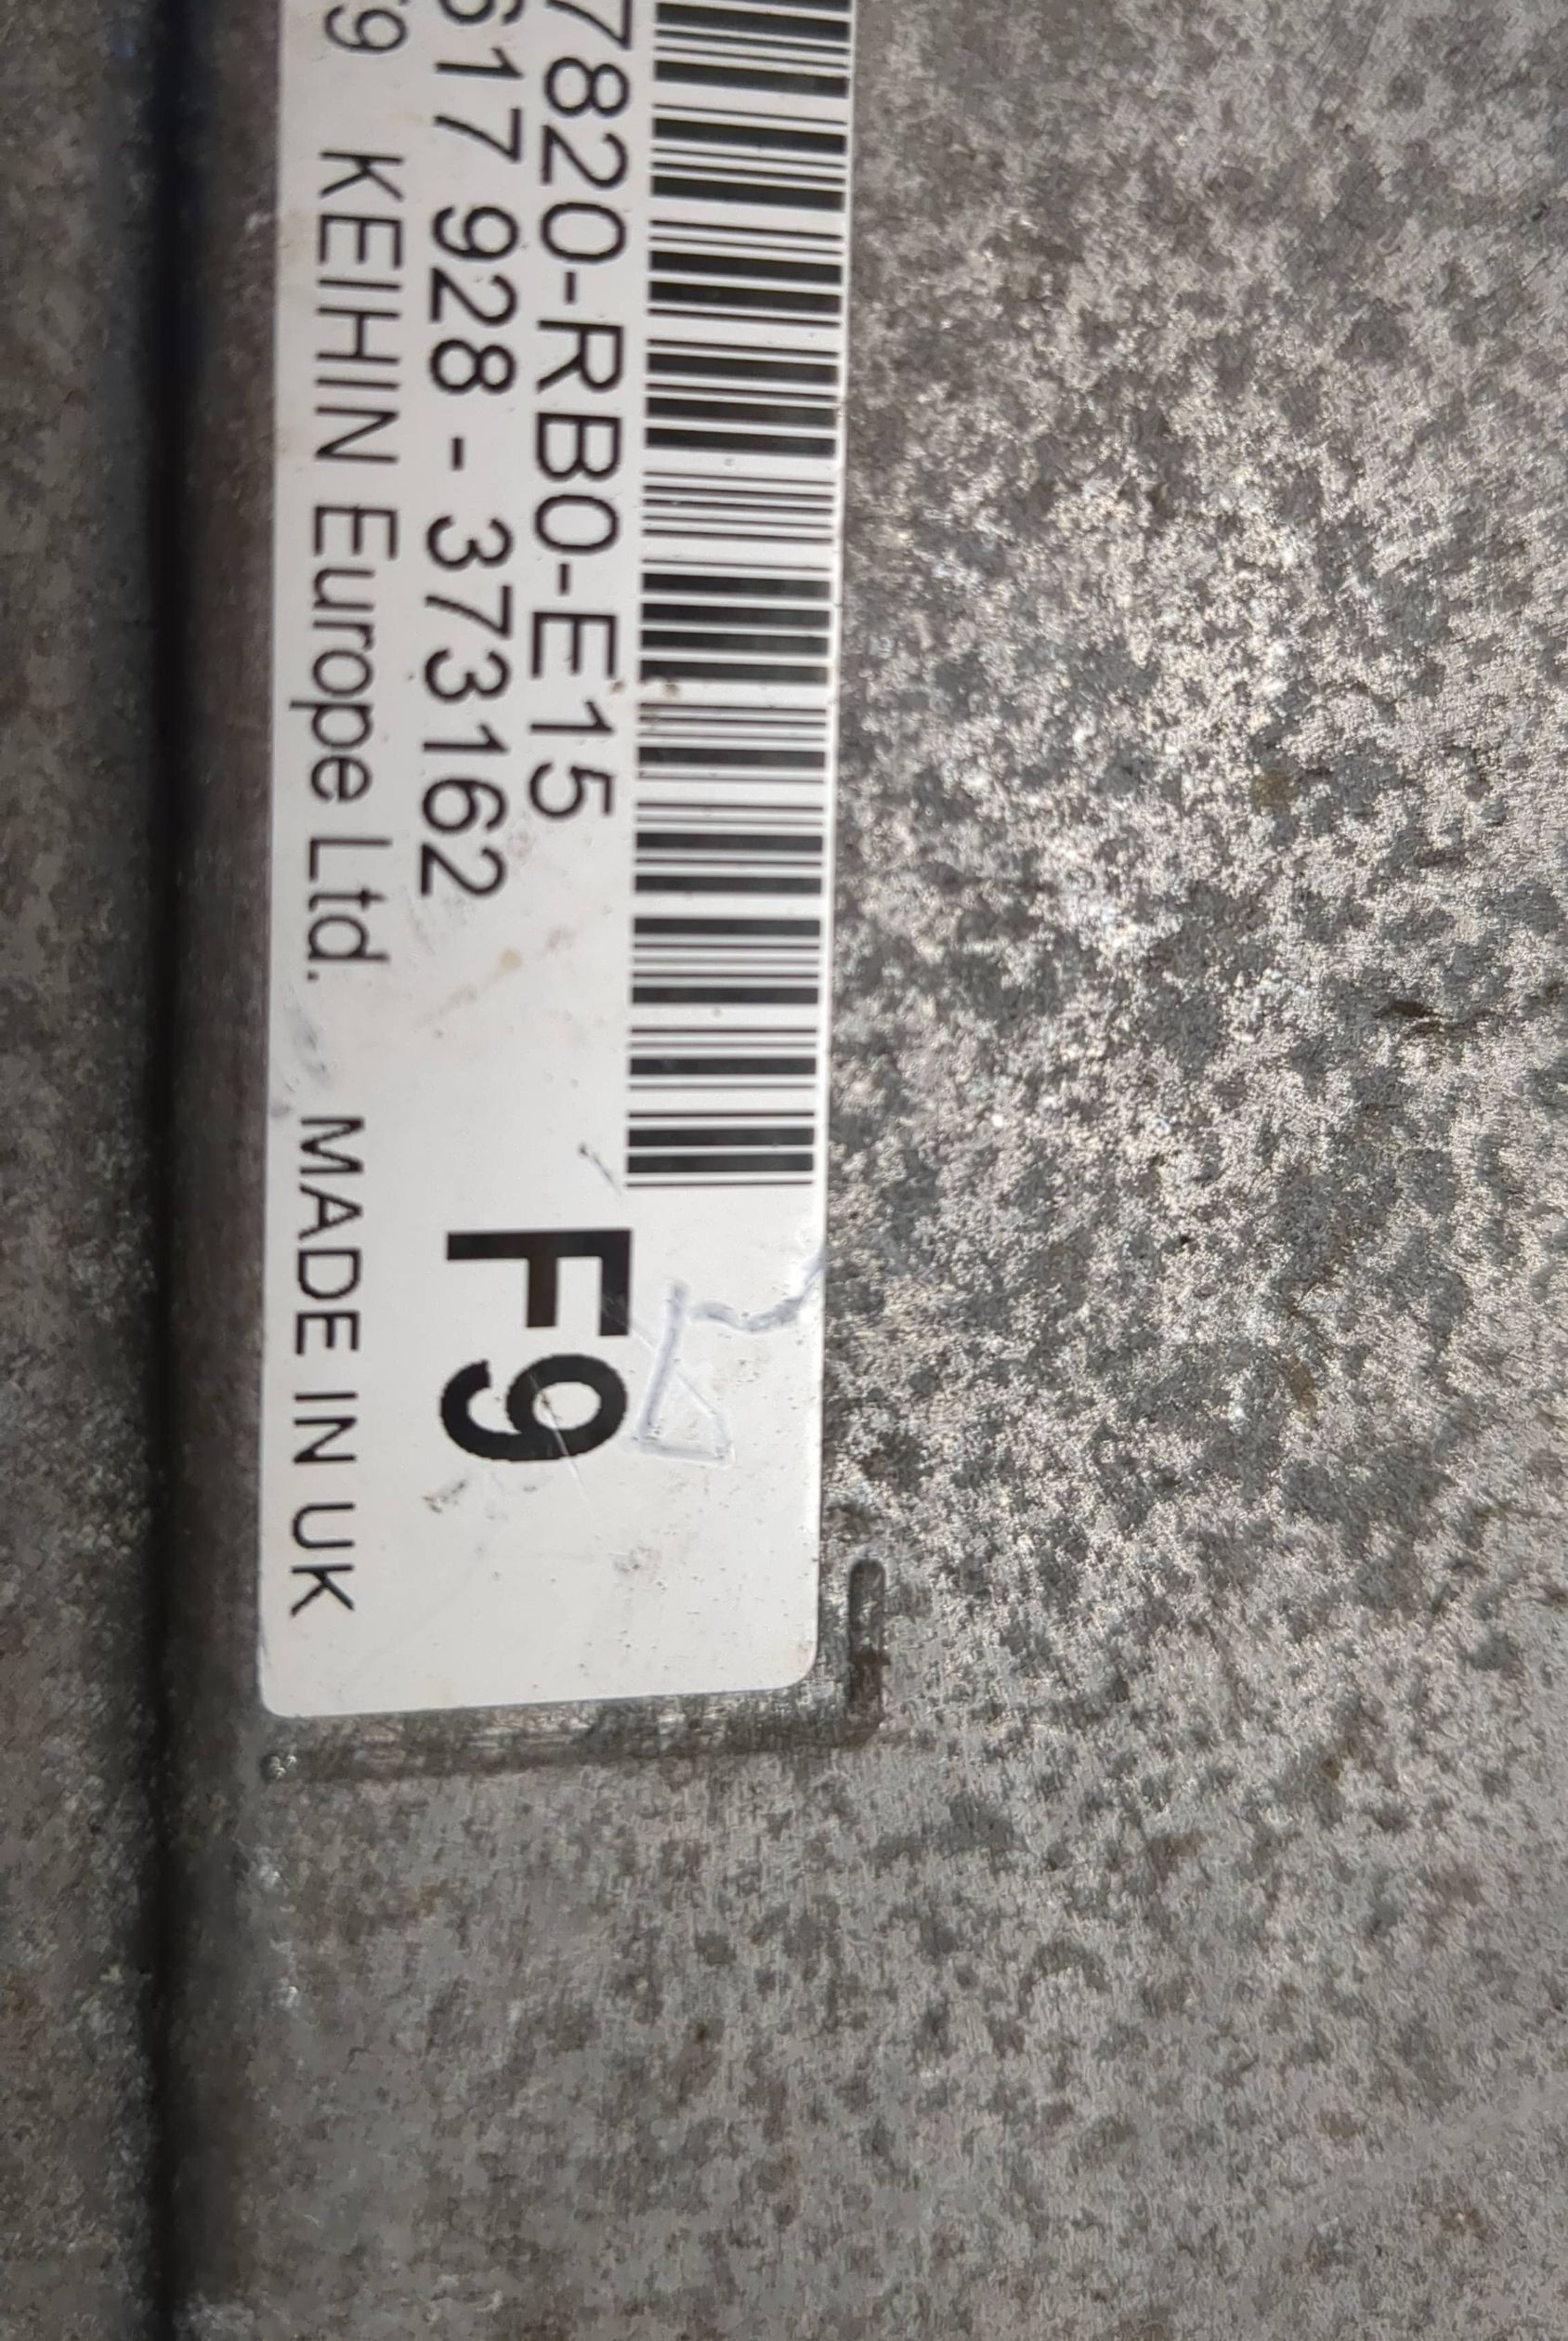 7820-RB0-E15
617 928 - 373162
F9
KEIHIN Europe Ltd. MADE IN UK